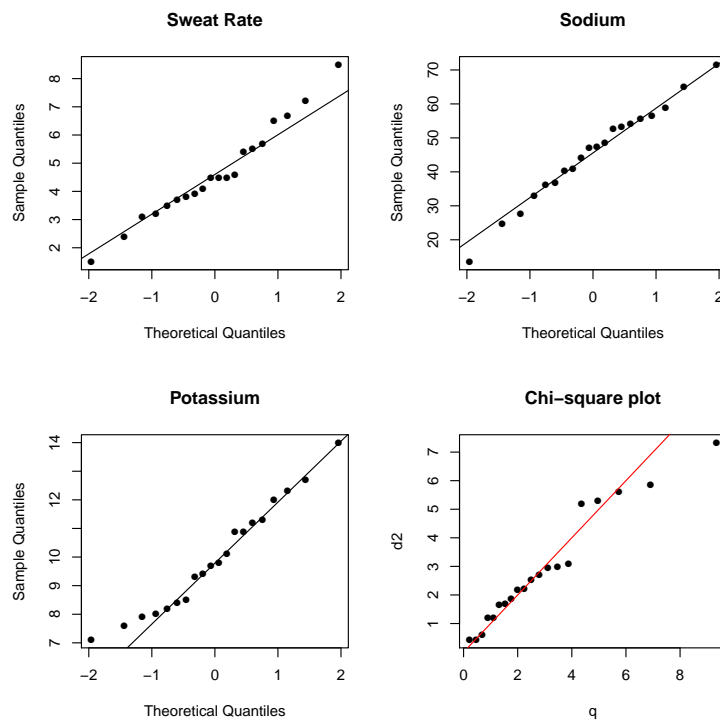 Sweat Rate
Sample Quantiles
8
7
6
5
4
3
2
−2 −1 0 1 2
Theoretical Quantiles
Sodium
Sample Quantiles
70
60
50
40
30
20
−2 −1 0 1 2
Theoretical Quantiles
Potassium
Sample Quantiles
14
12
10
9
8
7
−2 −1 0 1 2
Theoretical Quantiles
Chi−square plot
d2
7
6
5
4
3
2
1
0 2 4 6 8
q